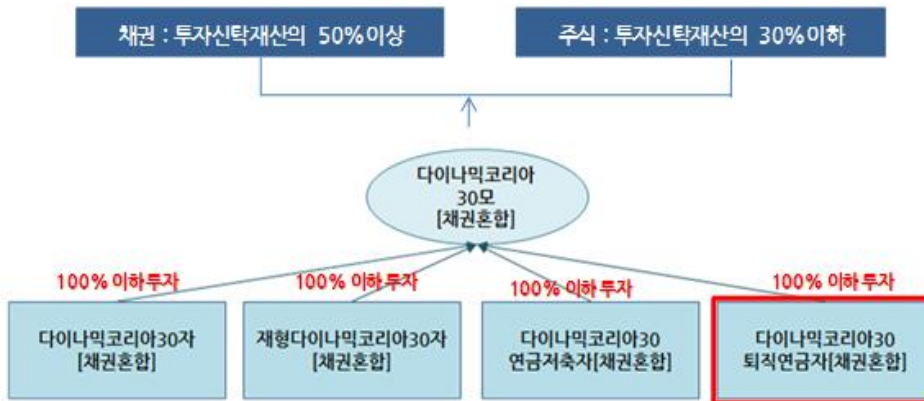 채권 : 투자신탁재산의 50%이상
주식 : 투자신탁재산의 30%이하
다이나믹코리아
30모
[채권혼합]
100% 이하 투자
100% 이하 투자
100% 이하 투자
100% 이하 투자
다이나믹코리아30자
[채권혼합]
재형다이나믹코리아30자
[채권혼합]
다이나믹코리아30
연금저축자[채권혼합]
다이나믹코리아30
퇴직연금자[채권혼합]